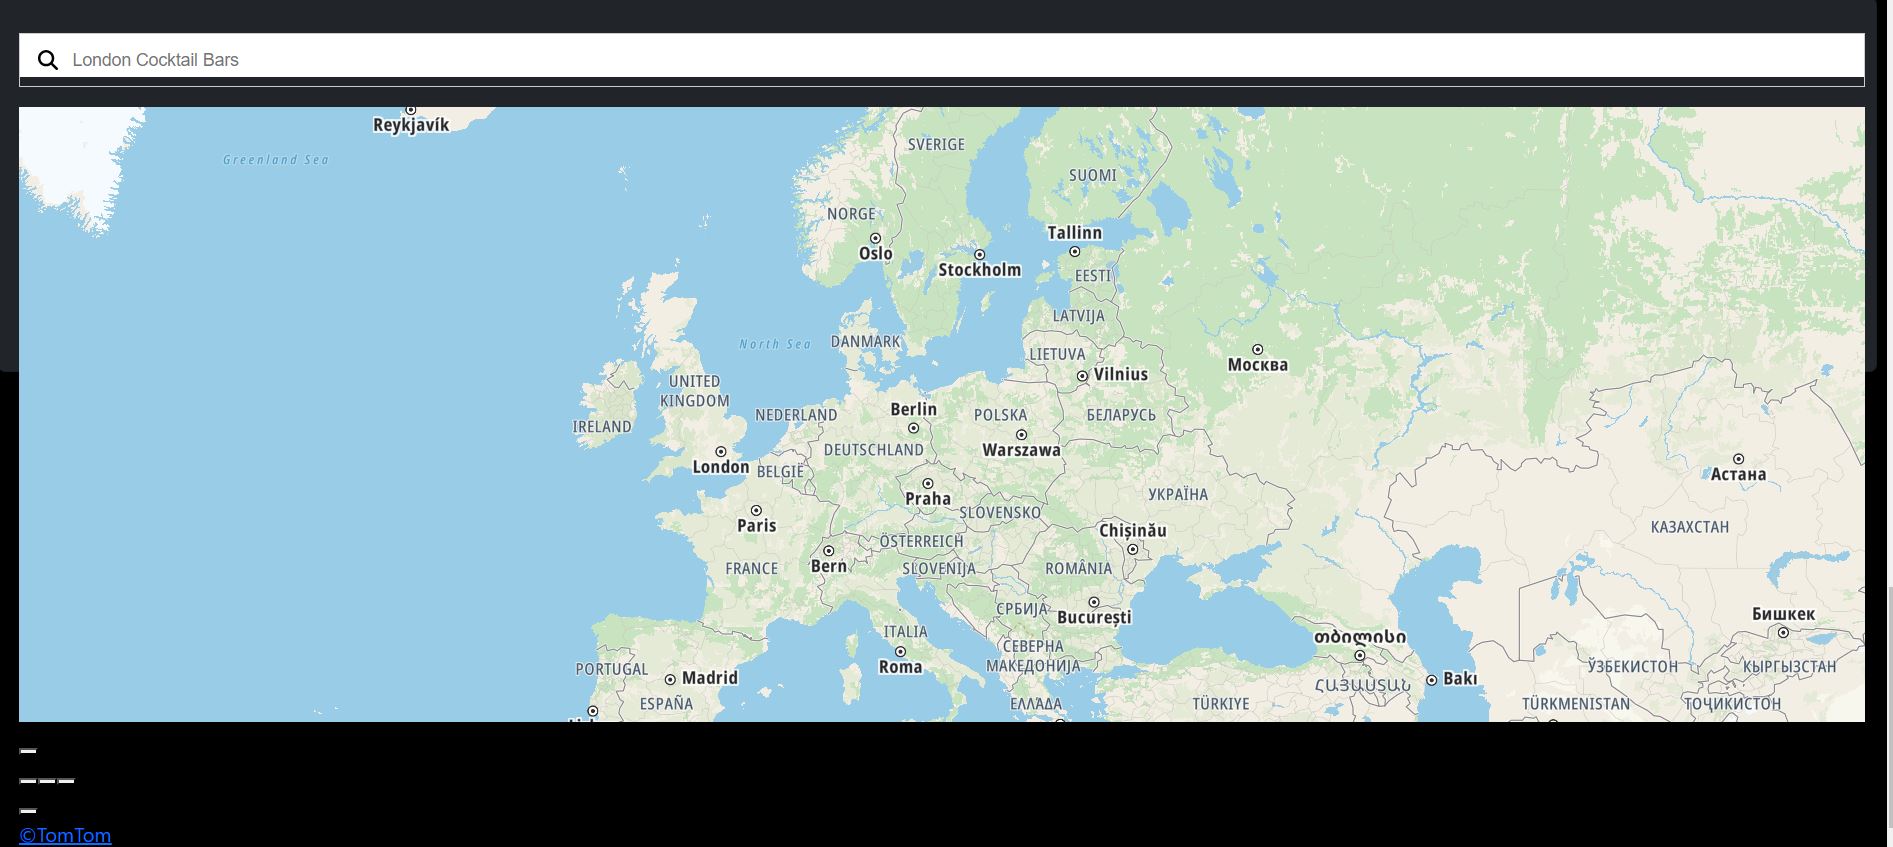 London Cocktail Bars
Reykjavík
Greenland Sea
SVERIGE
SUOMI
NORGE
Oslo
Tallinn
Stockholm
EESTI
LATVIJA
North Sea
DANMARK
LIETUVA
Vilnius
Москва
UNITED
KINGDOM
IRELAND
NEDERLAND
Berlin
POLSKA
БЕЛАРУСЬ
DEUTSCHLAND
Warszawa
London
BELGIË
Астана
Praha
УКРАЇНА
SLOVENSKO
Paris
Chișinău
КАЗАХСТАН
ÖSTERREICH
Bern
FRANCE
SLOVENIJA
ROMÂNIA
СРБИЈА
București
Бишкек
ITALIA
СЕВЕРНА
МАКЕДОНИЈА
თბილისი
Roma
PORTUGAL
Madrid
ЎЗБЕКИСТОН
КЫРГЫЗСТАН
ՀԱՅԱՍՏԱՆ
Bakı
ESPAÑA
ΕΛΛΆΔΑ
TÜRKIYE
TÜRKMENISTAN
ТОҶИКИСТОН
©TomTom